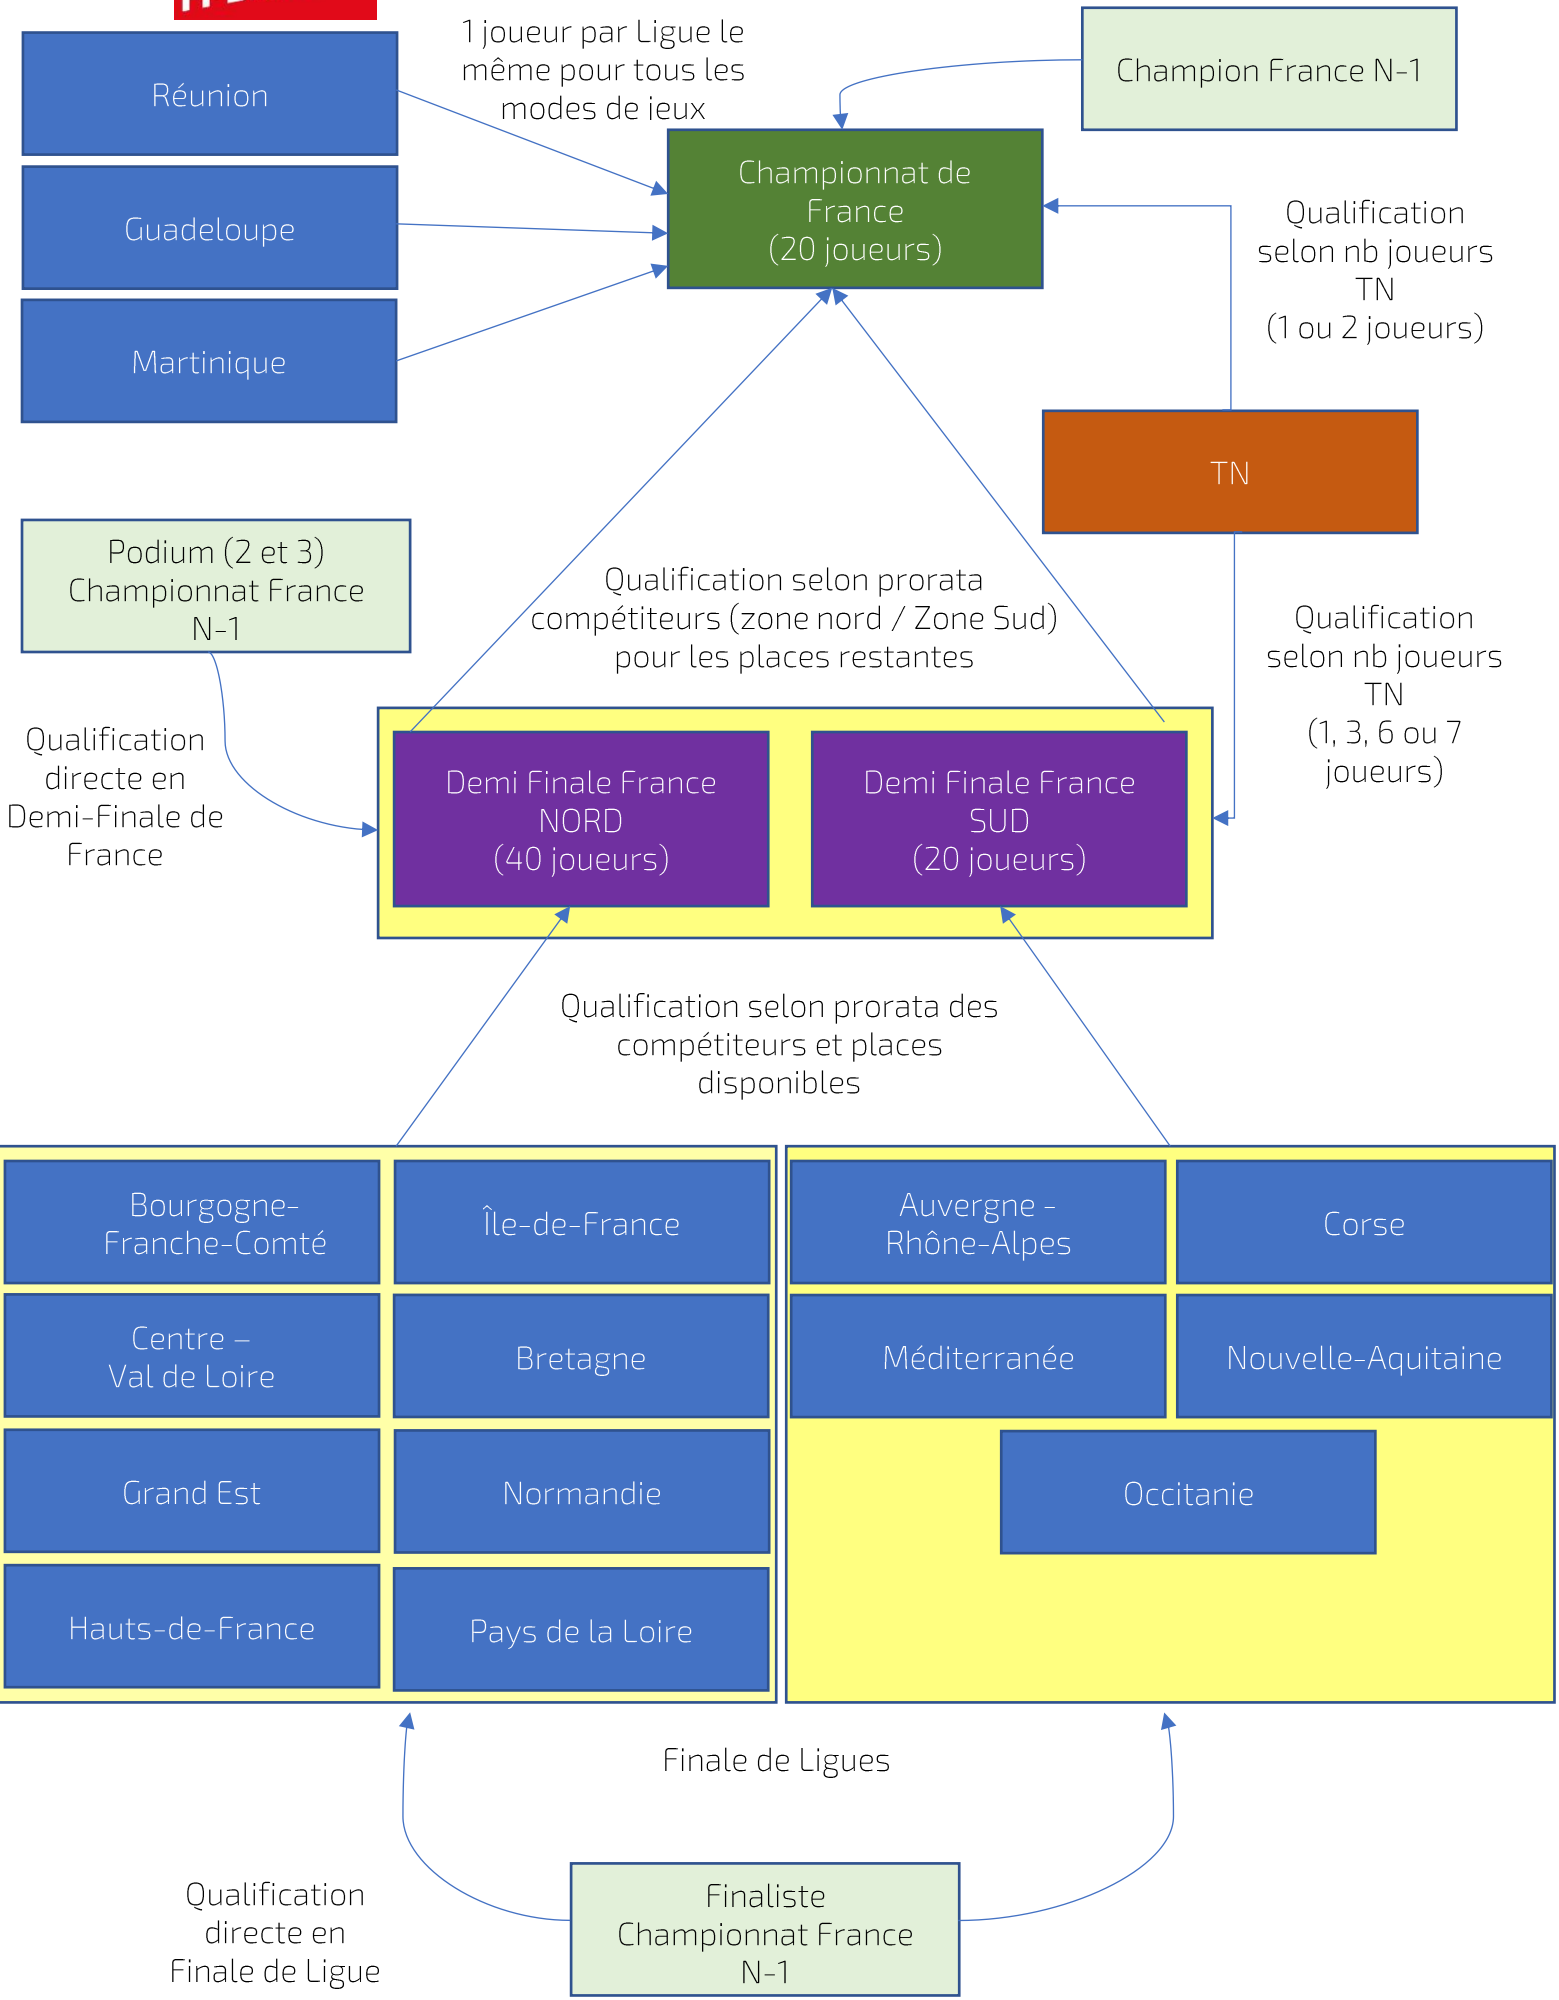 1 joueur par Ligue le
même pour tous les
modes de jeux
Champion France N-1
Réunion
Guadeloupe
Martinique
Championnat de
France
(20 joueurs)
Qualification
selon nb joueurs
TN
(1 ou 2 joueurs)
TN
Podium (2 et 3)
Championnat France
N-1
Qualification selon prorata
compétiteurs (zone nord / Zone Sud)
pour les places restantes
Qualification
selon nb joueurs
TN
(1, 3, 6 ou 7
joueurs)
Qualification
directe en
Demi-Finale de
France
Demi Finale France
NORD
(40 joueurs)
Demi Finale France
SUD
(20 joueurs)
Qualification selon prorata des
compétiteurs et places
disponibles
Bourgogne-
Franche-Comté
Île-de-France
Centre –
Val de Loire
Bretagne
Grand Est
Normandie
Hauts-de-France
Pays de la Loire
Auvergne -
Rhône-Alpes
Corse
Méditerranée
Nouvelle-Aquitaine
Occitanie
Finale de Ligues
Qualification
directe en
Finale de Ligue
Finaliste
Championnat France
N-1